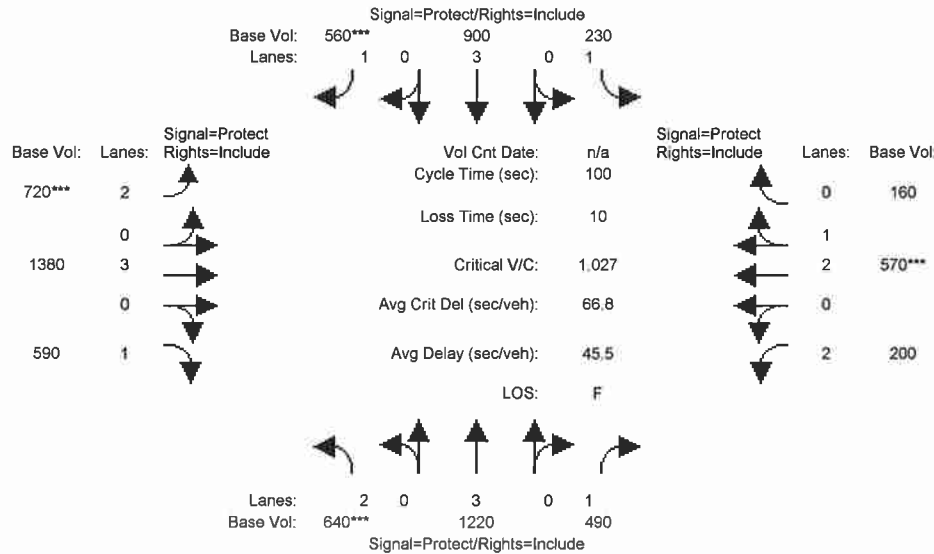 Signal=Protect/Rights=Include
Base Vol: 560*** 900 230
Lanes: 1 0 3 0 1
Signal=Protect
Base Vol: Lanes: Rights=Include
Vol Cnt Date: n/a
Signal=Protect
Rights=Include Lanes: Base Vol:
Cycle Time (sec): 100
720*** 2
0 160
Loss Time (sec): 10
0
1
1380 3
Critical V/C: 1.027
2 570***
0
Avg Crit Del (sec/veh): 66.8
0
590 1
Avg Delay (sec/veh): 45.5
2 200
LOS: F
Lanes: 2 0 3 0 1
Base Vol: 640*** 1220 490
Signal=Protect/Rights=Include